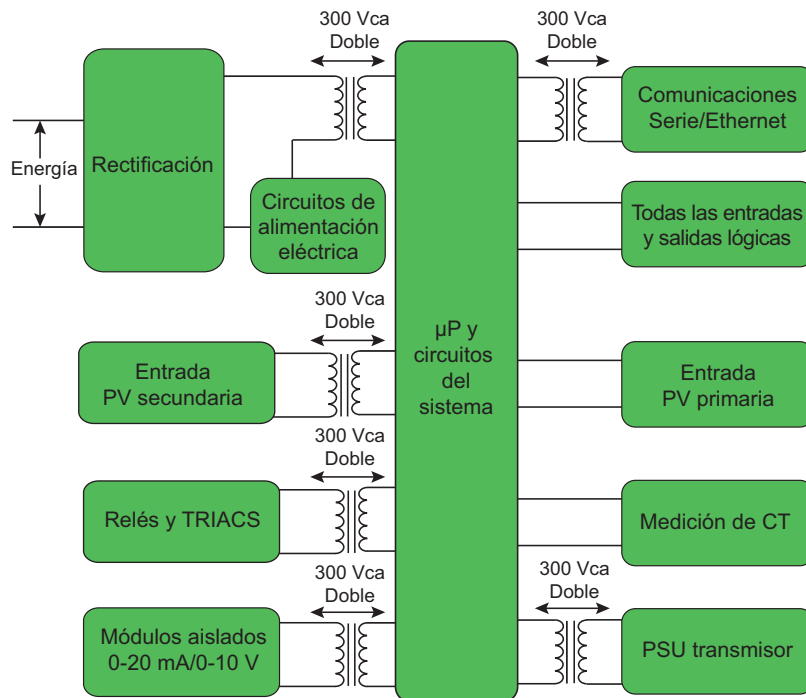 300 Vca
Doble
300 Vca
Doble
Energía
Rectificación
Circuitos de
alimentación
eléctrica
Comunicaciones
Serie/Ethernet
Todas las entradas
y salidas lógicas
300 Vca
Doble
µP y
circuitos
del
sistema
Entrada
PV secundaria
Entrada
PV primaria
300 Vca
Doble
Relés y TRIACS
Medición de CT
300 Vca
Doble
300 Vca
Doble
Módulos aislados
0-20 mA/0-10 V
PSU transmisor